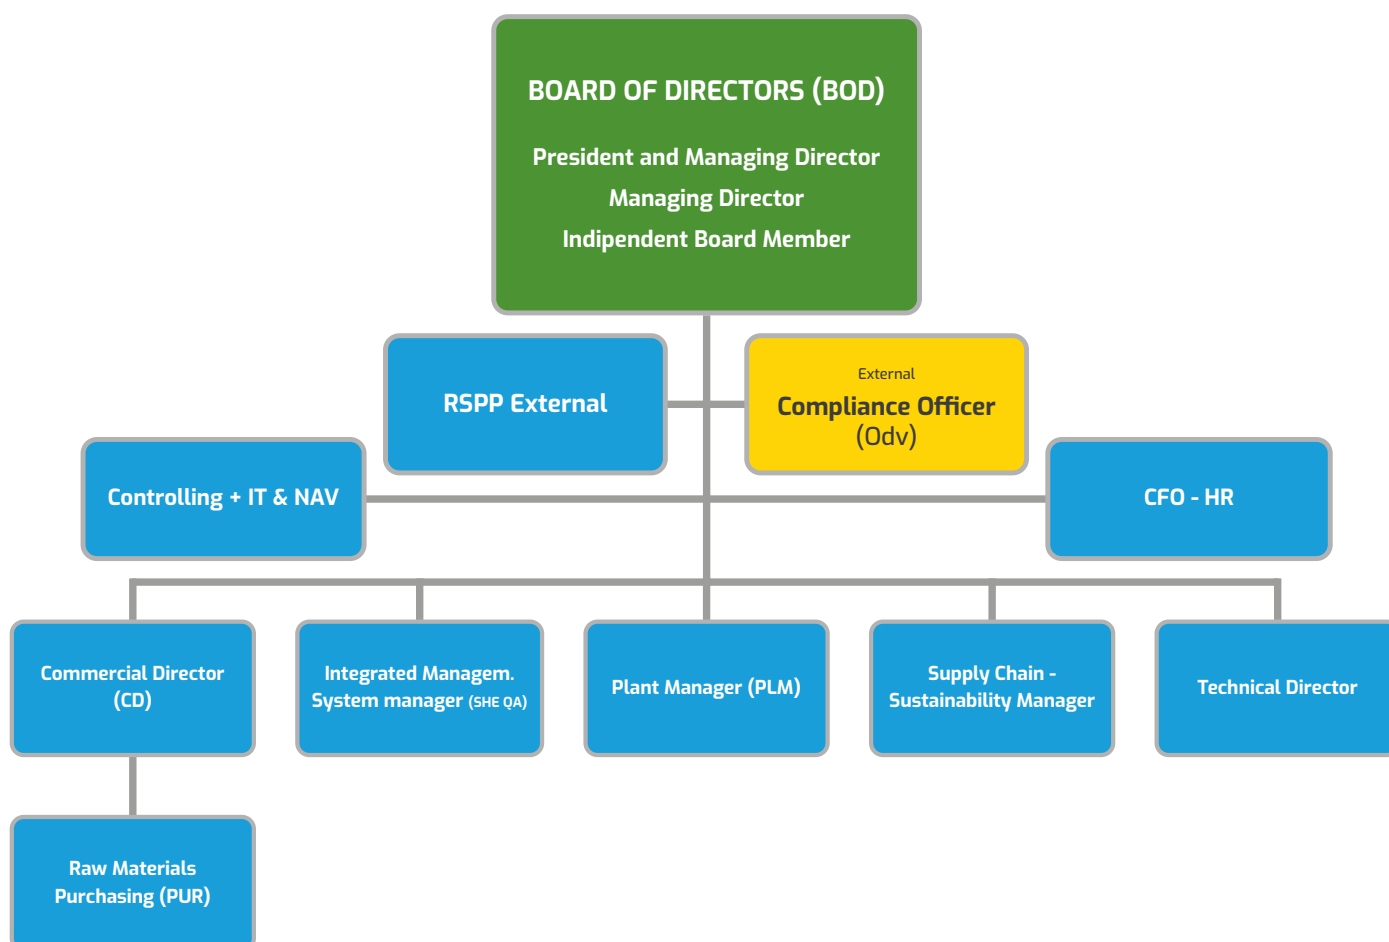 BOARD OF DIRECTORS (BOD)
President and Managing Director
Managing Director
Indipendent Board Member
RSPP External
External
Compliance Officer
(Odv)
Controlling + IT & NAV
CFO - HR
Commercial Director
(CD)
Integrated Managem.
System manager (SHE QA)
Plant Manager (PLM)
Supply Chain -
Sustainability Manager
Technical Director
Raw Materials
Purchasing (PUR)